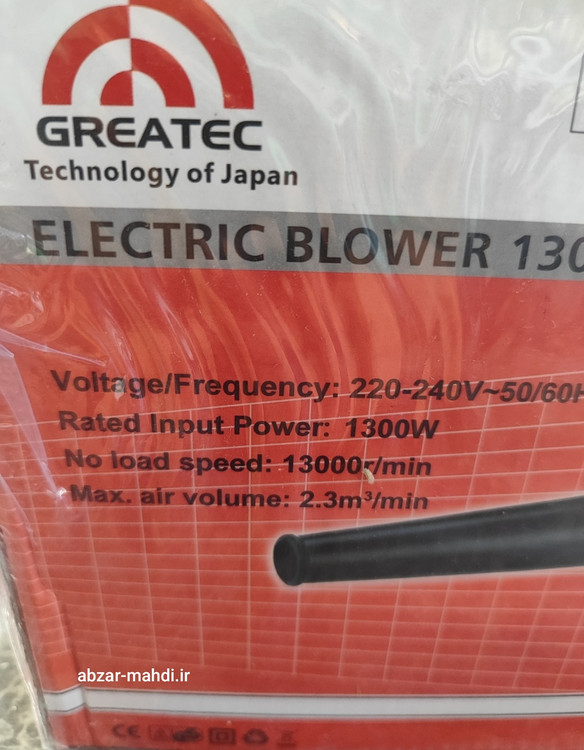 GREATEC
Technology of Japan
ELECTRIC BLOWER 130
Voltage/Frequency: 220-240V~50/60H
Rated Input Power: 1300W
No load speed: 13000r/min
Max. air volume: 2.3m³/min
abzar-mahdi.ir
CE